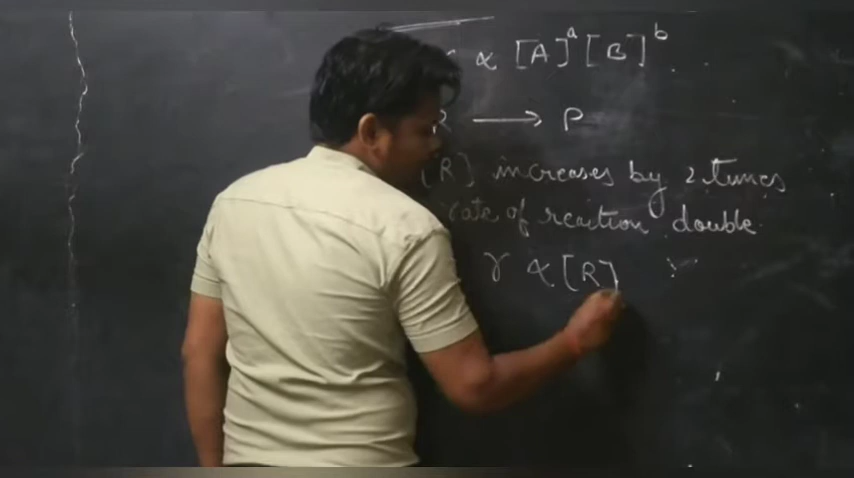 ∝ [A]^a [B]^b
R ⟶ P
[R] increases by 2 times
rate of reaction double
r ∝ [R]